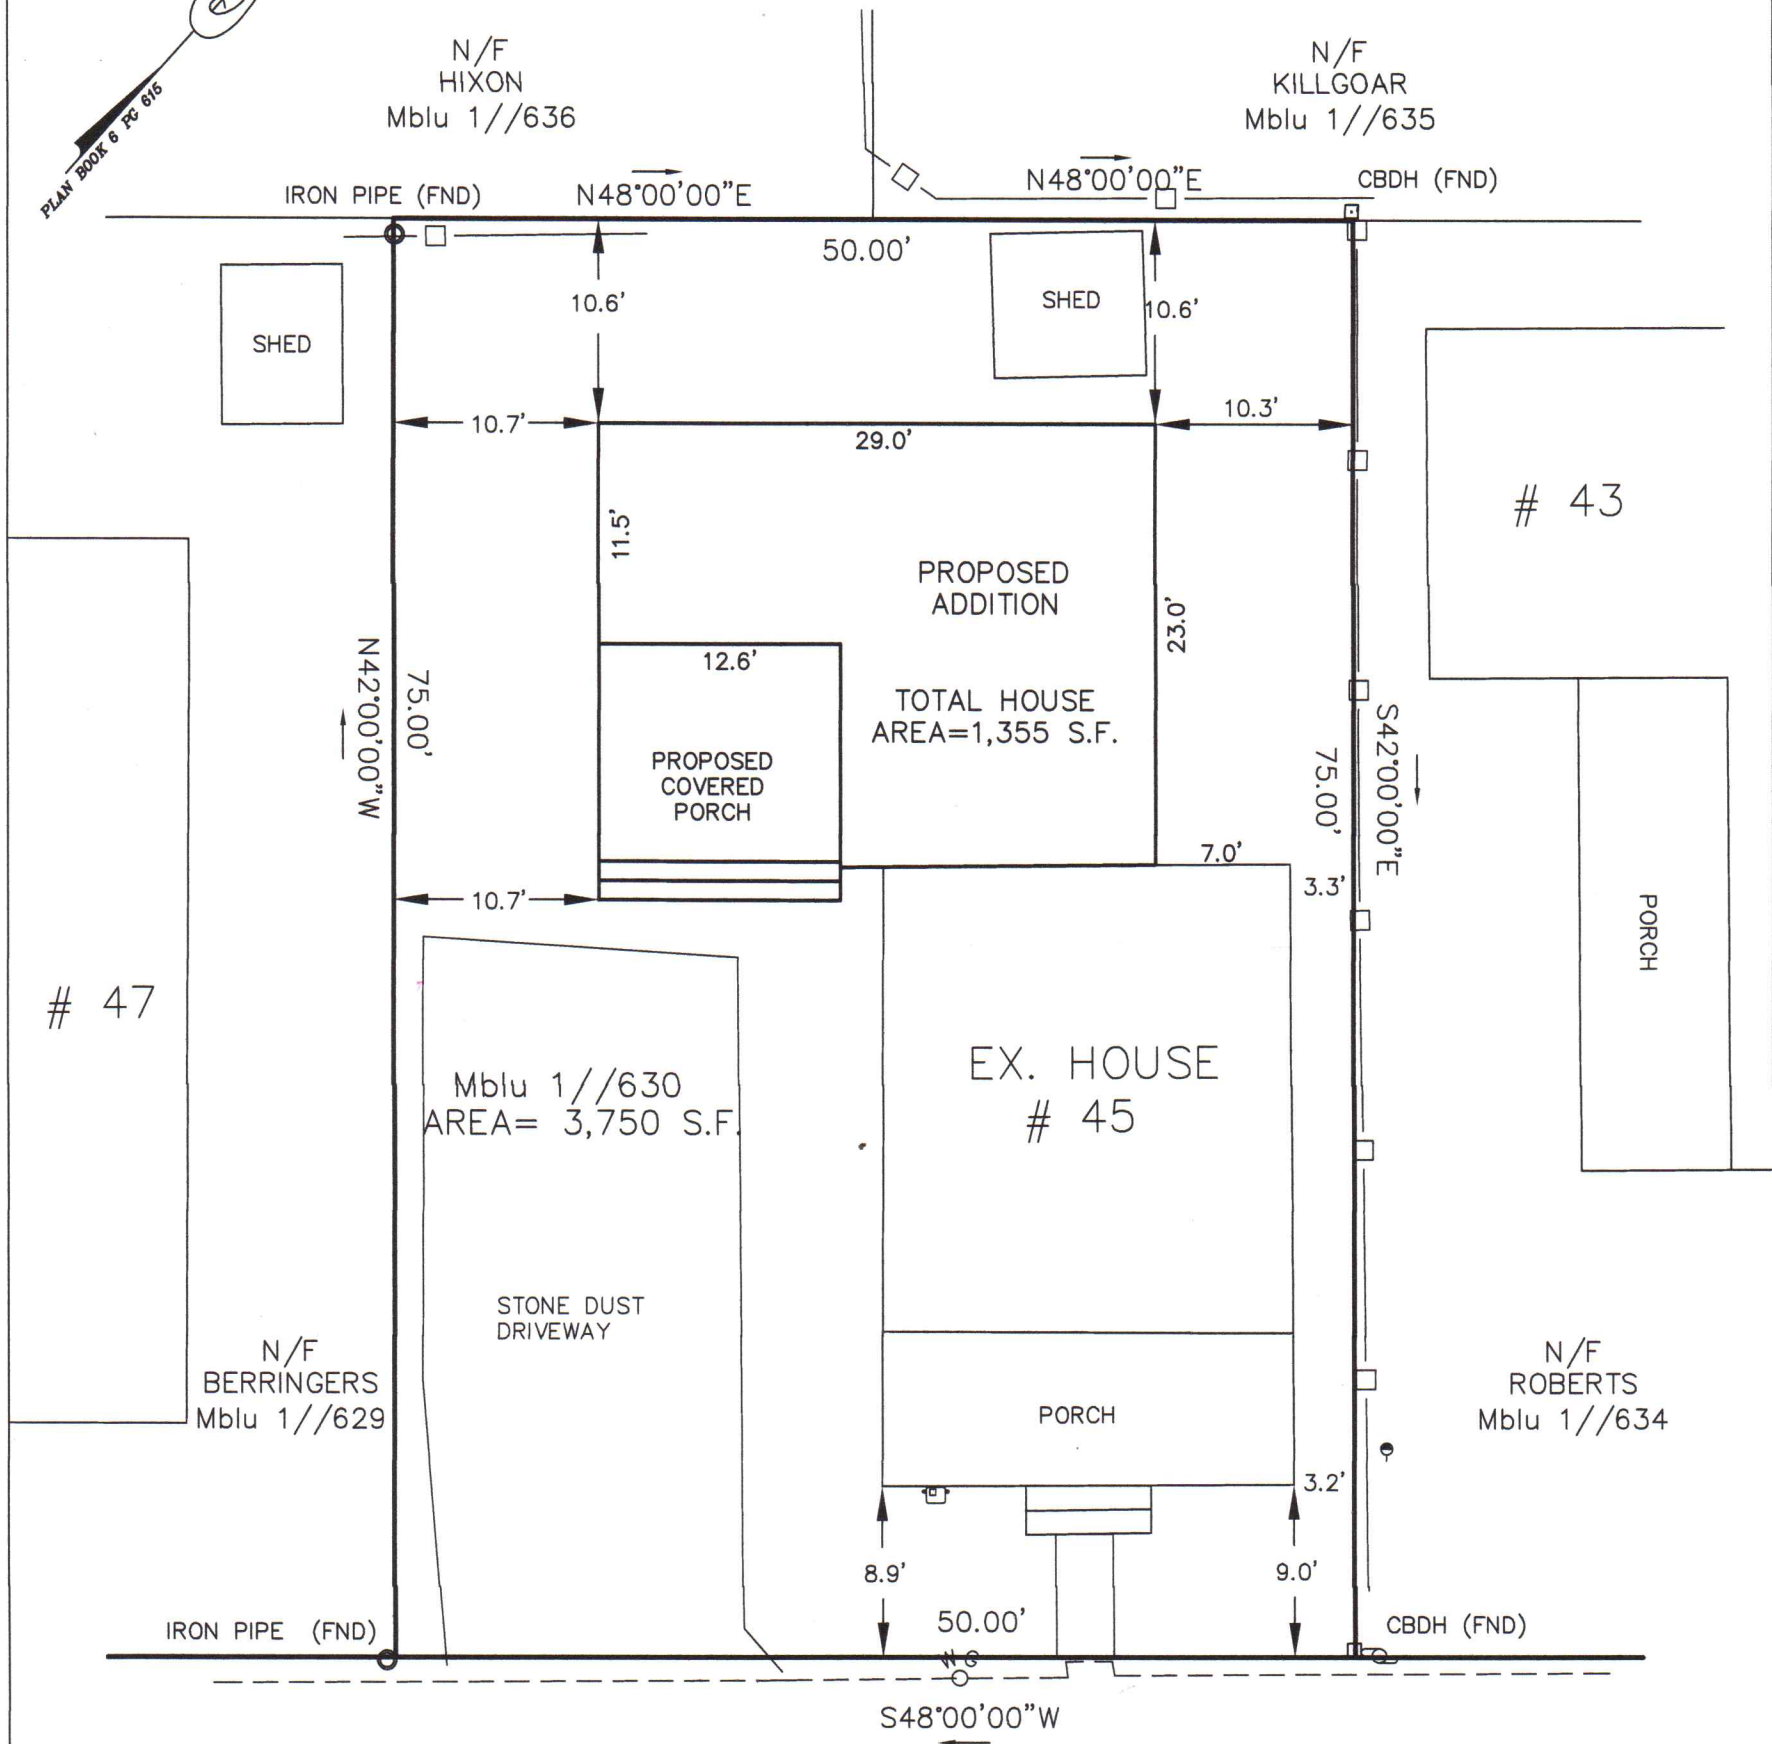 PLAN BOOK 6 PG 615
N/F
HIXON
Mblu 1//636
N/F
KILLGOAR
Mblu 1//635
IRON PIPE (FND)
N48°00'00"E
N48°00'00"E
CBDH (FND)
50.00'
SHED
10.6'
SHED
10.6'
10.7'
10.3'
29.0'
# 43
11.5'
PROPOSED
ADDITION
23.0'
12.6'
TOTAL HOUSE
AREA=1,355 S.F.
N42°00'00"W
75.00'
PROPOSED
COVERED
PORCH
75.00'
S42°00'00"E
7.0'
3.3'
10.7'
PORCH
# 47
EX. HOUSE
# 45
Mblu 1//630
AREA= 3,750 S.F.
STONE DUST
DRIVEWAY
N/F
BERRINGERS
Mblu 1//629
PORCH
N/F
ROBERTS
Mblu 1//634
3.2'
8.9'
9.0'
50.00'
IRON PIPE (FND)
CBDH (FND)
W G
S48°00'00"W